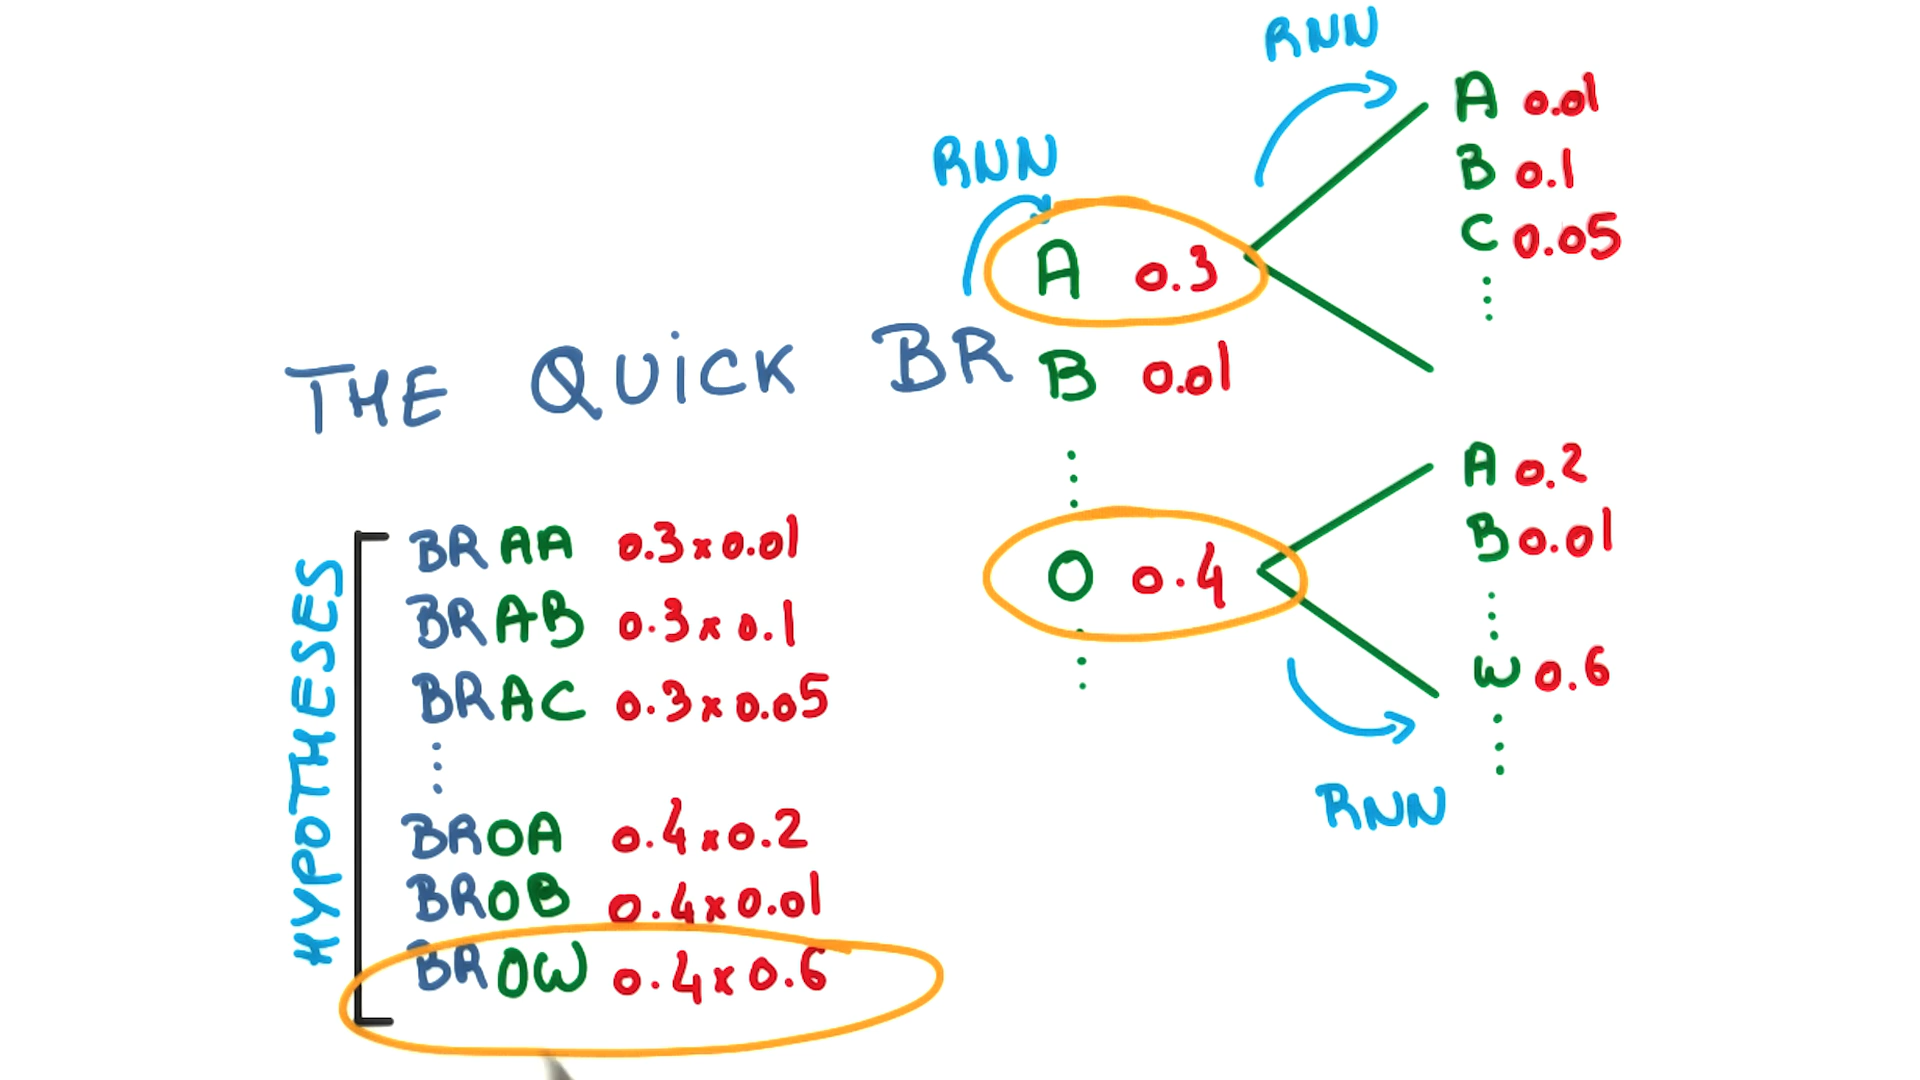 RNN
RNN
A 0.01
B 0.1
C 0.05
A 0.3
THE QUICK BR
B 0.01
A 0.2
B 0.01
O 0.4
W 0.6
RNN
HYPOTHESES
BRAA 0.3x0.01
BRAB 0.3x0.1
BRAC 0.3x0.05
BROA 0.4x0.2
BROB 0.4x0.01
BROW 0.4x0.6